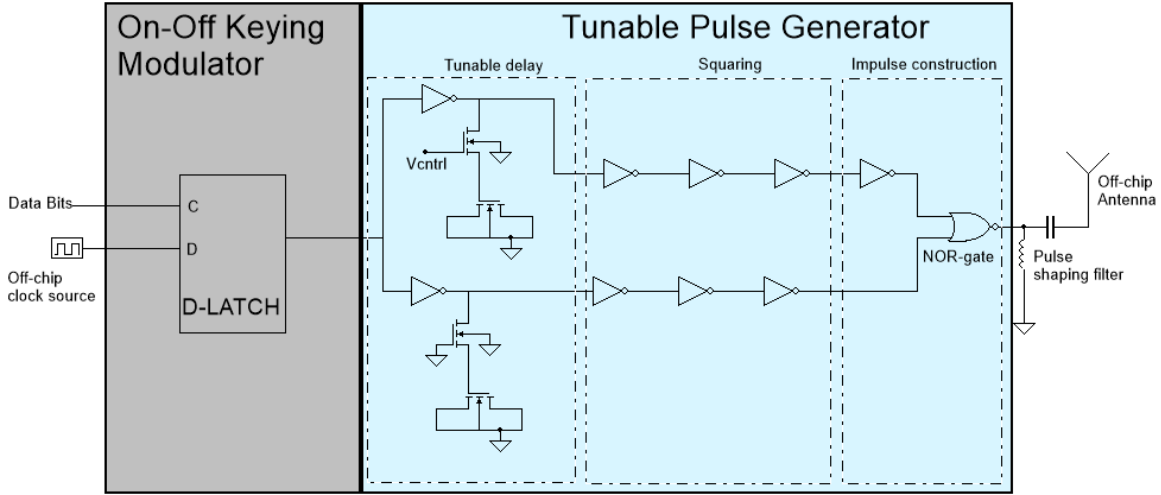 On-Off Keying
Modulator
Tunable Pulse Generator
Tunable delay
Squaring
Impulse construction
Vcntrl
Data Bits
C
D
Off-chip
clock source
D-LATCH
NOR-gate
Off-chip
Antenna
Pulse
shaping filter